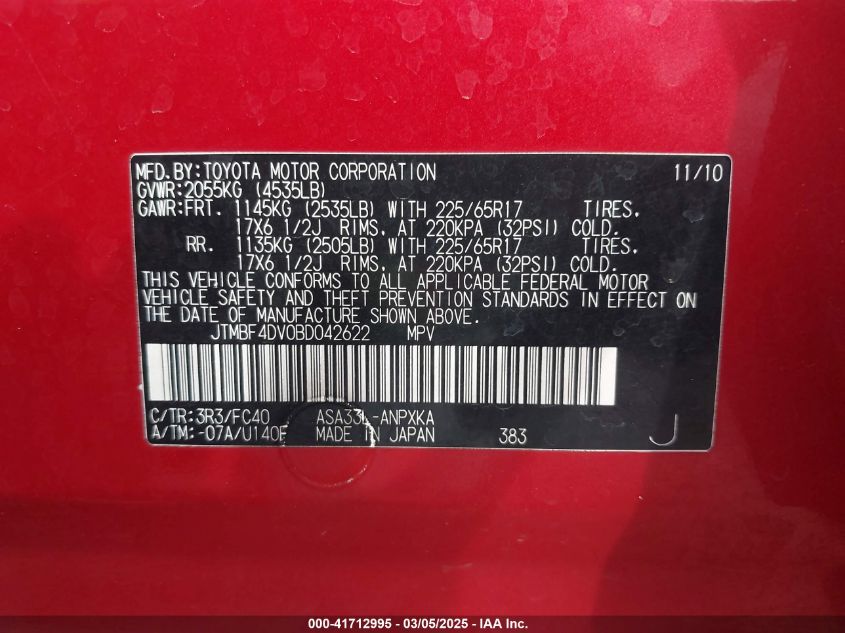 MFD.BY:TOYOTA MOTOR CORPORATION 11/10
GVWR:2055KG (4535LB)
GAWR:FRT. 1145KG (2535LB) WITH 225/65R17 TIRES,
17X6 1/2J RIMS, AT 220KPA (32PSI) COLD.
RR. 1135KG (2505LB) WITH 225/65R17 TIRES,
17X6 1/2J RIMS, AT 220KPA (32PSI) COLD.
THIS VEHICLE CONFORMS TO ALL APPLICABLE FEDERAL MOTOR
VEHICLE SAFETY AND THEFT PREVENTION STANDARDS IN EFFECT ON
THE DATE OF MANUFACTURE SHOWN ABOVE.
JTMBF4DV0BD042622 MPV
C/TR:3R3/FC40 ASA33L-ANPXKA
A/TM:-07A/U140F MADE IN JAPAN 383 J
000-41712995 - 03/05/2025 - IAA, Inc.